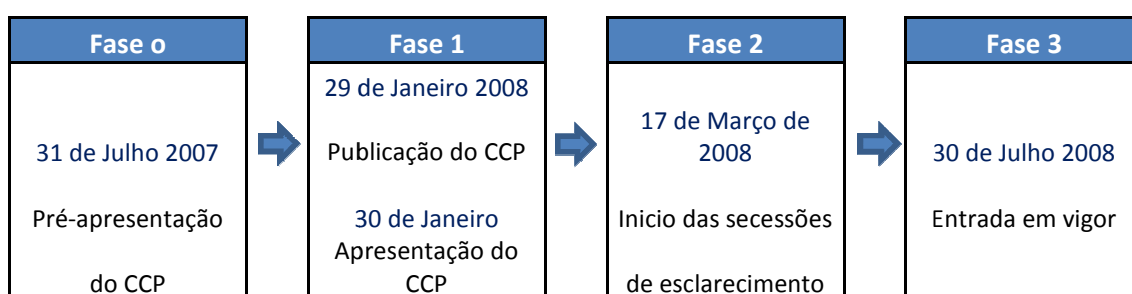 Fase o
31 de Julho 2007
Pré-apresentação
do CCP
Fase 1
29 de Janeiro 2008
Publicação do CCP
30 de Janeiro
Apresentação do
CCP
Fase 2
17 de Março de
2008
Inicio das secessões
de esclarecimento
Fase 3
30 de Julho 2008
Entrada em vigor